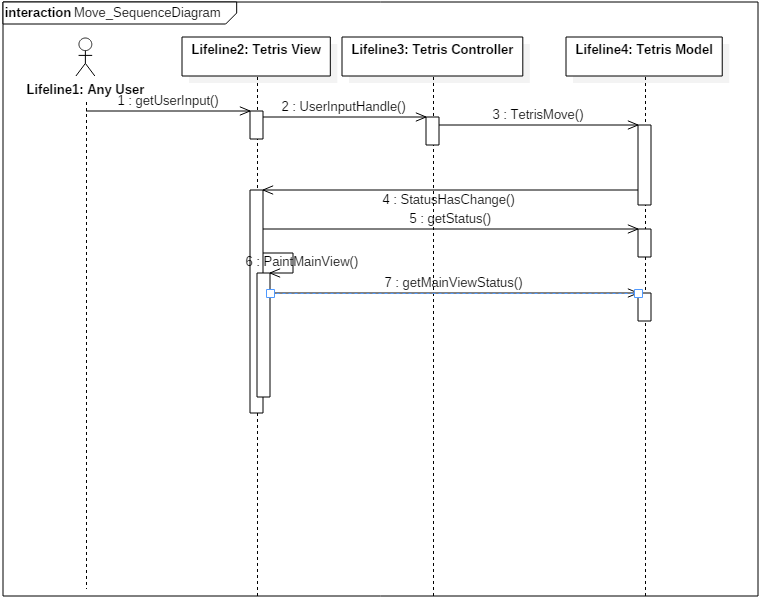 interaction Move_SequenceDiagram
Lifeline2: Tetris View
Lifeline3: Tetris Controller
Lifeline4: Tetris Model
Lifeline1: Any User
1 : getUserInput()
2 : UserInputHandle()
3 : TetrisMove()
4 : StatusHasChange()
5 : getStatus()
6 : PaintMainView()
7 : getMainViewStatus()